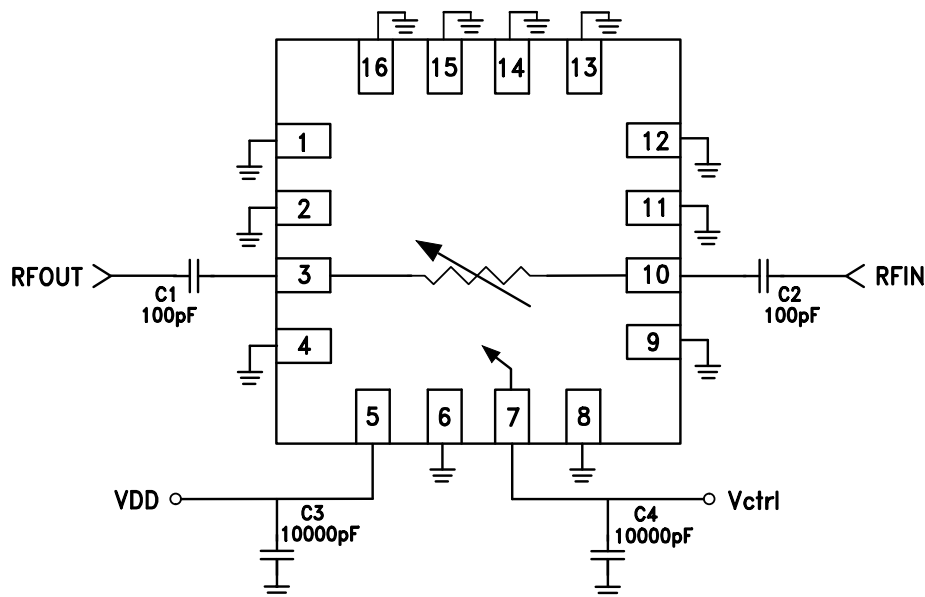 16 15 14 13
1
12
2
11
RFOUT
3
10
RFIN
C1
100pF
C2
100pF
4
9
5 6 7 8
VDD
Vctrl
C3
10000pF
C4
10000pF